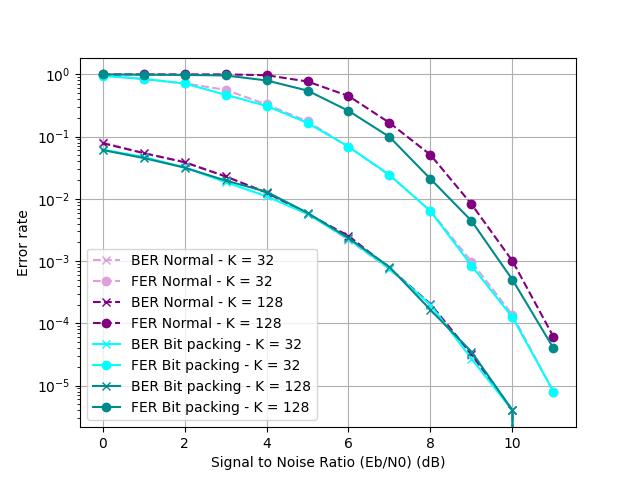 10^0
10^-1
10^-2
10^-3
10^-4
10^-5
Error rate
BER Normal - K = 32
FER Normal - K = 32
BER Normal - K = 128
FER Normal - K = 128
BER Bit packing - K = 32
FER Bit packing - K = 32
BER Bit packing - K = 128
FER Bit packing - K = 128
0 2 4 6 8 10
Signal to Noise Ratio (Eb/N0) (dB)